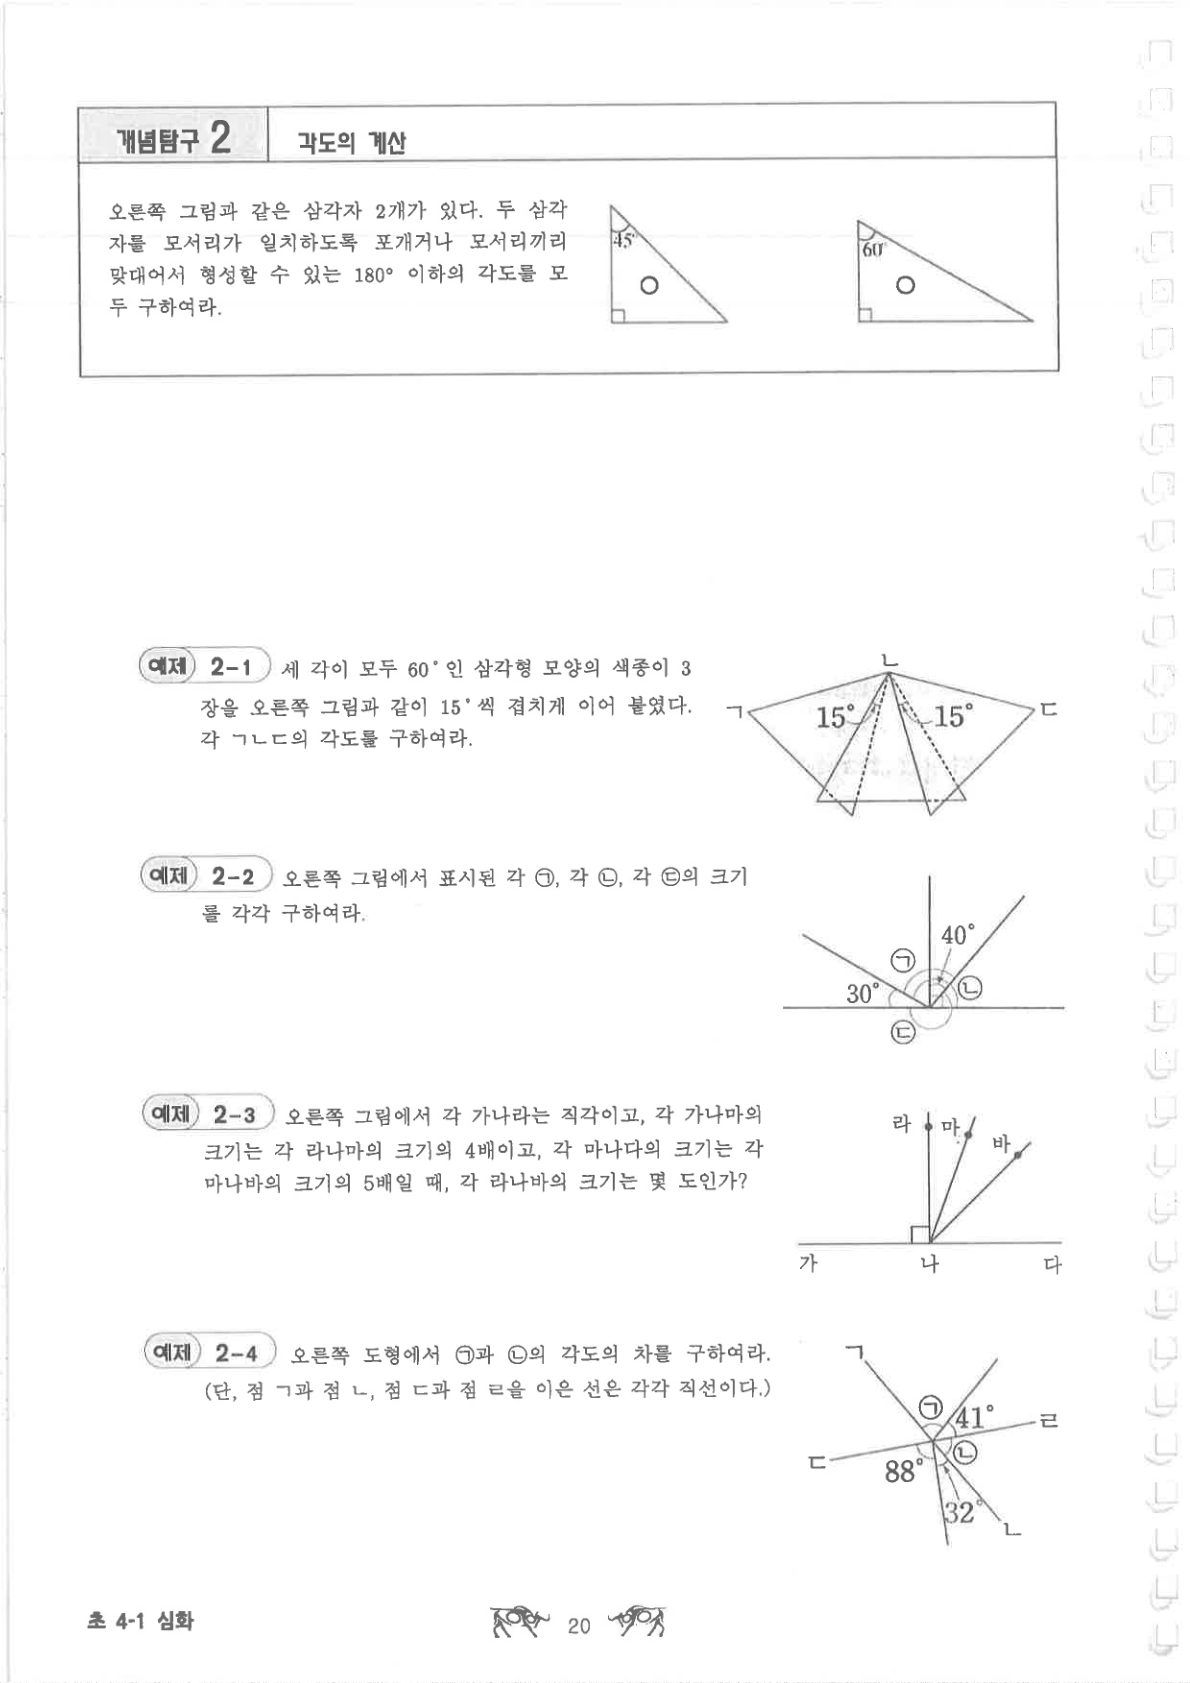 개념탐구 2 각도의 계산
오른쪽 그림과 같은 삼각자 2개가 있다. 두 삼각
자를 모서리가 일치하도록 포개거나 모서리끼리
맞대어서 형성할 수 있는 180° 이하의 각도를 모
두 구하여라.
45°
60°
예제 2-1 세 각이 모두 60°인 삼각형 모양의 색종이 3
장을 오른쪽 그림과 같이 15°씩 겹치게 이어 붙였다.
각 ㄱㄴㄷ의 각도를 구하여라.
ㄴ
ㄱ 15° 15° ㄷ
예제 2-2 오른쪽 그림에서 표시된 각 ㉠, 각 ㉡, 각 ㉢의 크기
를 각각 구하여라.
40°
㉠
30° ㉡
㉢
예제 2-3 오른쪽 그림에서 각 가나라는 직각이고, 각 가나마의
크기는 각 라나마의 크기의 4배이고, 각 마나다의 크기는 각
마나바의 크기의 5배일 때, 각 라나바의 크기는 몇 도인가?
라 마 바
가 나 다
예제 2-4 오른쪽 도형에서 ㉠과 ㉡의 각도의 차를 구하여라.
(단, 점 ㄱ과 점 ㄴ, 점 ㄷ과 점 ㄹ을 이은 선은 각각 직선이다.)
ㄱ
㉠ 41° ㄹ
ㄷ 88° ㉡
32° ㄴ
초 4-1 심화
20